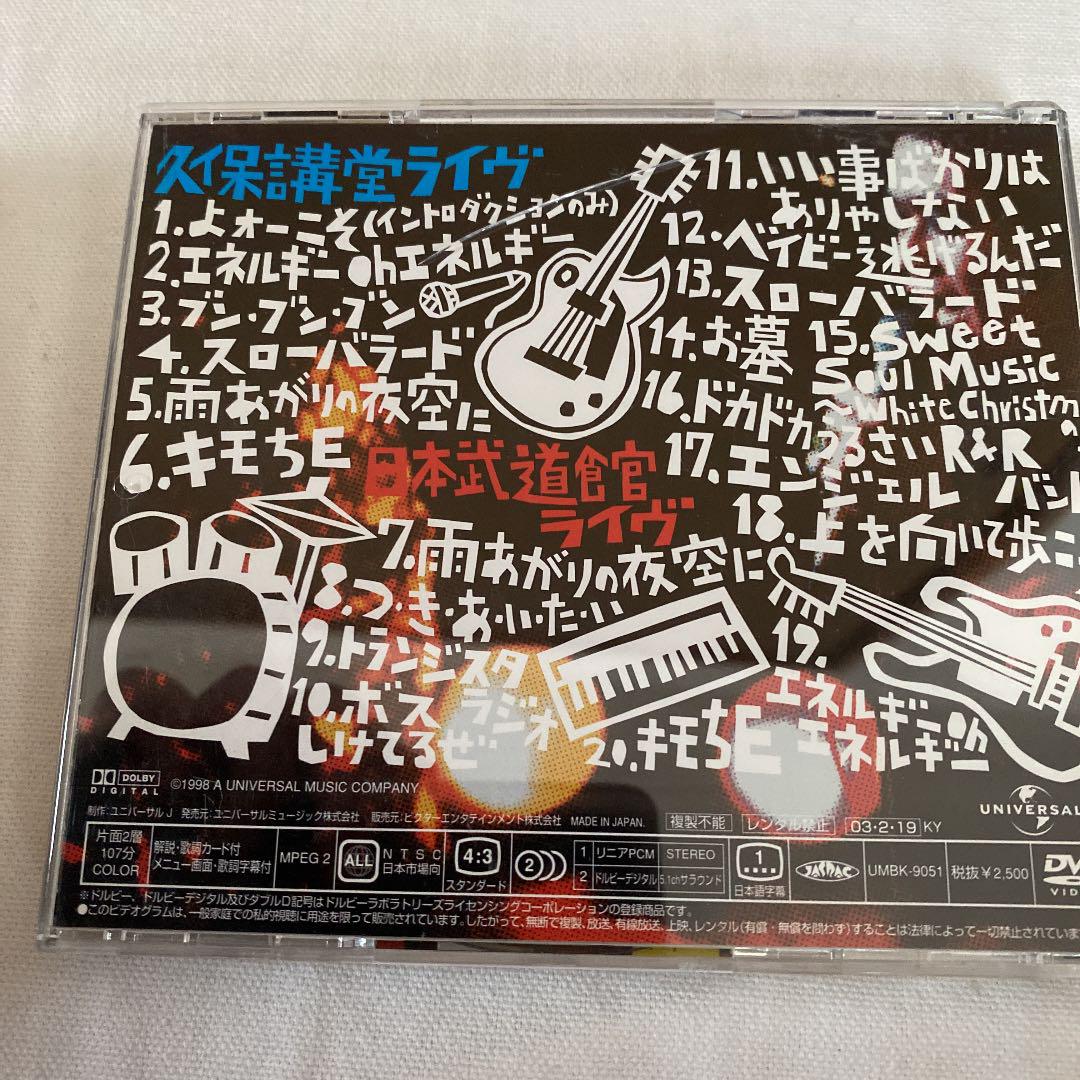 久保講堂ライヴ
1.よォーこそ(イントロダクションのみ)
2.エネルギーOhエネルギー
3.ブン・ブン・ブン
4.スローバラード
5.雨あがりの夜空に
6.キモちE
日本武道館
ライヴ
7.雨あがりの夜空に
8.つ・き・あ・い・た・い
9.トランジスタ
ラジオ
10.ボス
しけてるぜ
11.いい事ばかりは
ありゃしない
12.ベイビー逃げるんだ
13.スローバラード
14.お墓
15.Sweet
Soul Music
〜White Christm
16.ドカドカ
うるさいR&R
バン
17.エンジェル
18.上を向いて歩こ
19.
エネルギーOh
エネルギー
20.キモちE
DOLBY
DIGITAL
©1998 A UNIVERSAL MUSIC COMPANY
UNIVERSAL
制作:ユニバーサル J 発売元:ユニバーサルミュージック株式会社 販売元:ビクターエンタテインメント株式会社 MADE IN JAPAN.
複製不能
レンタル禁止
03・2・19 KY
片面2層
107分
解説・歌詞カード付
メニュー画面・歌詞字幕付
MPEG 2
ALL
NTSC
日本市場向
4:3
スタンダード
2
1 リニアPCM STEREO
2 ドルビーデジタル 5.1chサラウンド
1
日本語字幕
JASRAC
UMBK-9051
税抜¥2,500
VIDE
※ドルビー、ドルビーデジタル及びダブルD記号はドルビーラボラトリーズライセンシングコーポレーションの登録商標です。
●このビデオグラムは、一般家庭での私的視聴に用途を限って販売されています。したがって、無断で複製、放送、有線放送、上映、レンタル(有償・無償を問わず)することは法律によって一切禁止されています